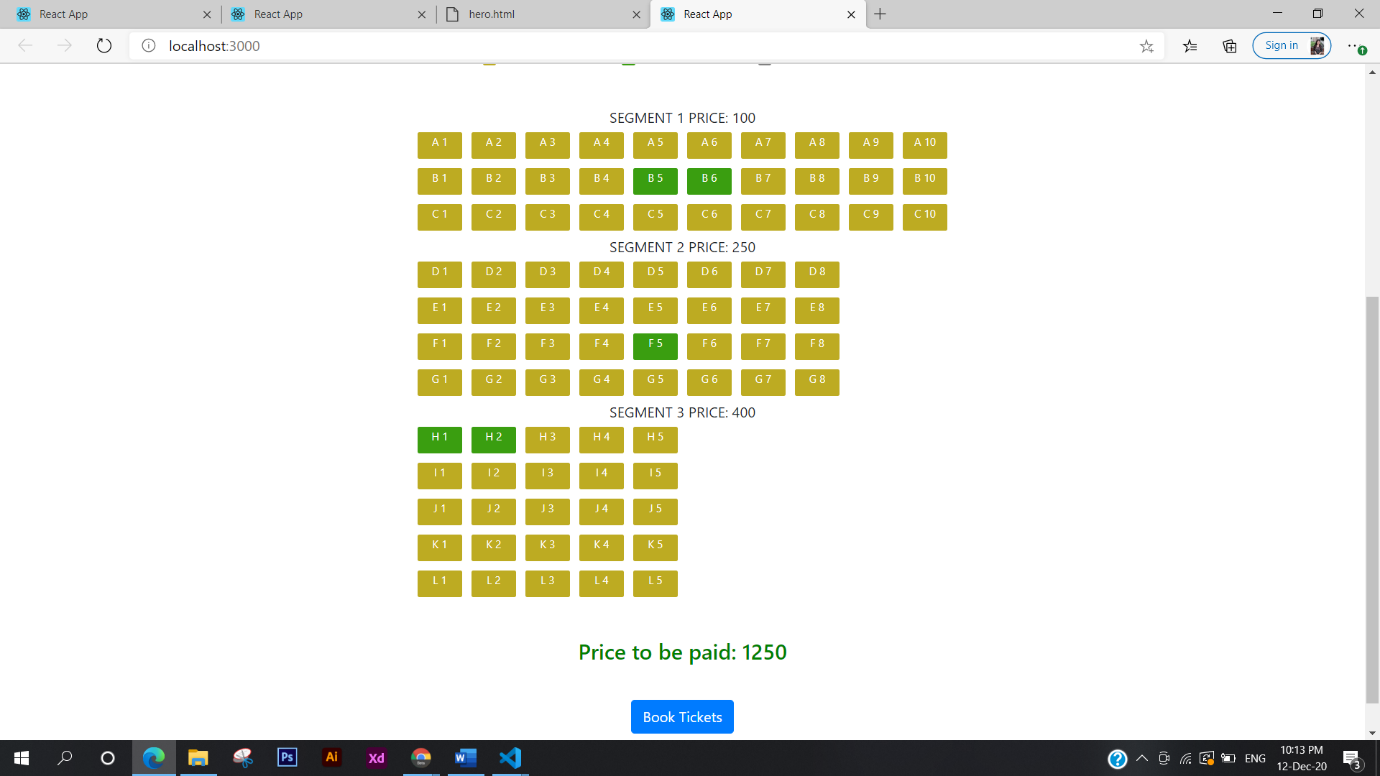 React App
React App
hero.html
React App
localhost:3000
Sign in
SEGMENT 1 PRICE: 100
A 1 A 2 A 3 A 4 A 5 A 6 A 7 A 8 A 9 A 10
B 1 B 2 B 3 B 4 B 5 B 6 B 7 B 8 B 9 B 10
C 1 C 2 C 3 C 4 C 5 C 6 C 7 C 8 C 9 C 10
SEGMENT 2 PRICE: 250
D 1 D 2 D 3 D 4 D 5 D 6 D 7 D 8
E 1 E 2 E 3 E 4 E 5 E 6 E 7 E 8
F 1 F 2 F 3 F 4 F 5 F 6 F 7 F 8
G 1 G 2 G 3 G 4 G 5 G 6 G 7 G 8
SEGMENT 3 PRICE: 400
H 1 H 2 H 3 H 4 H 5
I 1 I 2 I 3 I 4 I 5
J 1 J 2 J 3 J 4 J 5
K 1 K 2 K 3 K 4 K 5
L 1 L 2 L 3 L 4 L 5
Price to be paid: 1250
Book Tickets
Ps
Ai
Xd
W
?
ENG
10:13 PM
12-Dec-20
3